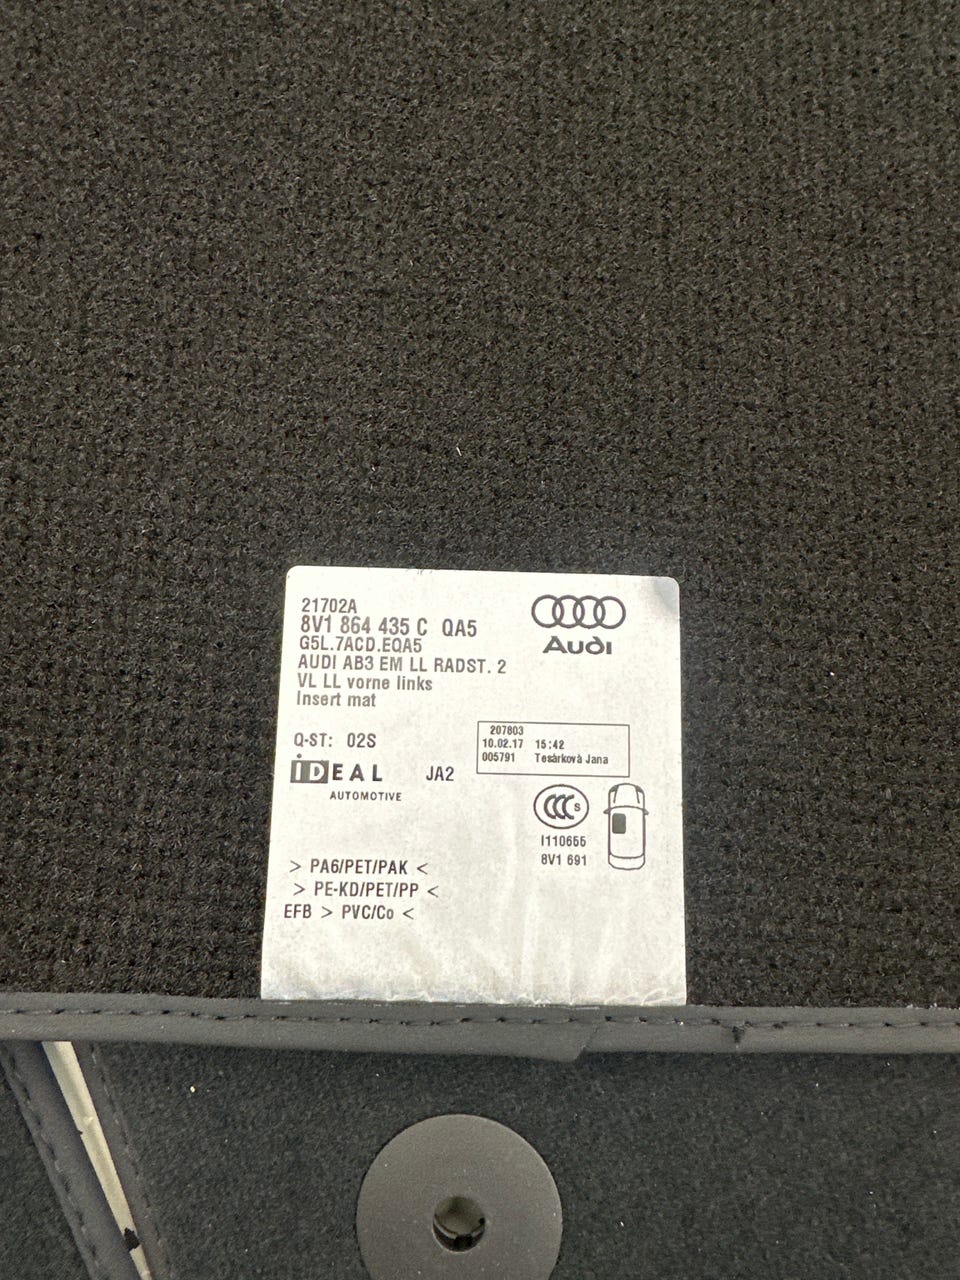 21702A
8V1 864 435 C QA5
G5L.7ACD.EQA5
AUDI AB3 EM LL RADST. 2
VL LL vorne links
Insert mat
Audi
Q-ST: 02S
207803
10.02.17 15:42
005791 Tesàrkovà Jana
iDEAL JA2
AUTOMOTIVE
CCC S
I110655
8V1 691
> PA6/PET/PAK <
> PE-KD/PET/PP <
EFB > PVC/Co <